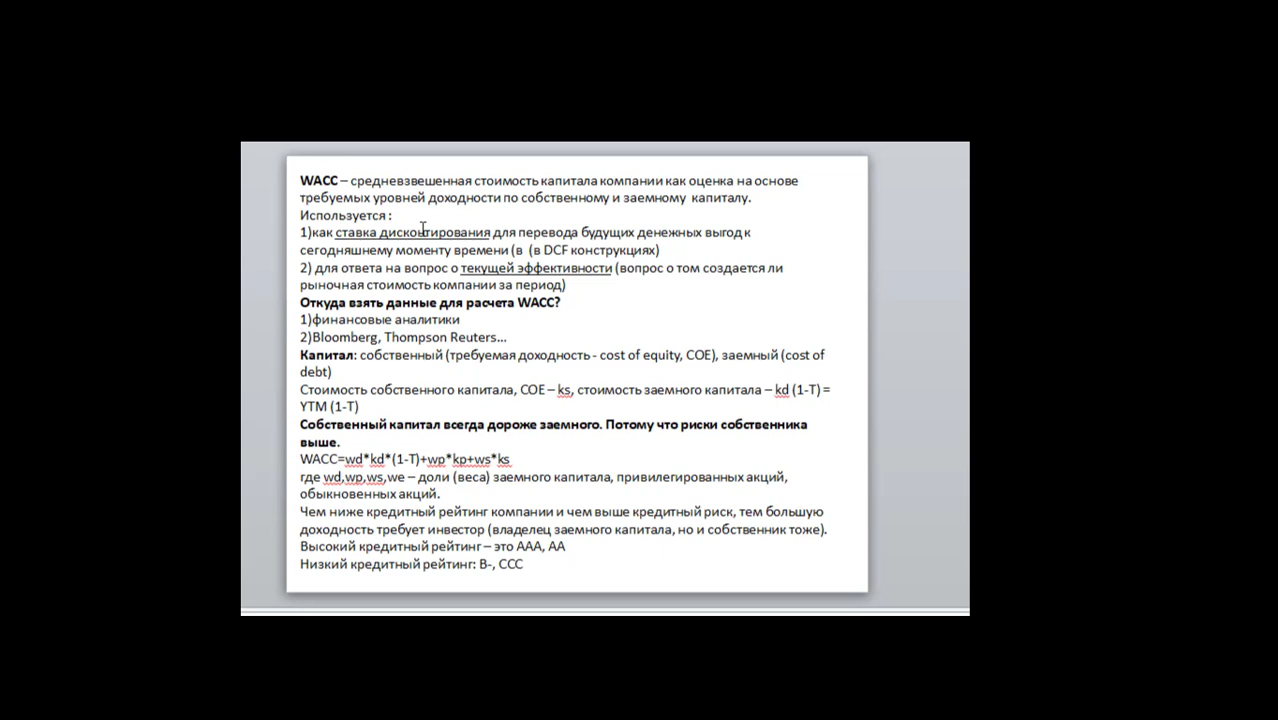 WACC – средневзвешенная стоимость капитала компании как оценка на основе
требуемых уровней доходности по собственному и заемному капиталу.
Используется :
1)как ставка дисконтирования для перевода будущих денежных выгод к
сегодняшнему моменту времени (в (в DCF конструкциях)
2) для ответа на вопрос о текущей эффективности (вопрос о том создается ли
рыночная стоимость компании за период)
Откуда взять данные для расчета WACC?
1)финансовые аналитики
2)Bloomberg, Thompson Reuters…
Капитал: собственный (требуемая доходность - cost of equity, COE), заемный (cost of
debt)
Стоимость собственного капитала, COE – ks, стоимость заемного капитала – kd (1-T) =
YTM (1-T)
Собственный капитал всегда дороже заемного. Потому что риски собственника
выше.
WACC=wd*kd*(1-T)+wp*kp+ws*ks
где wd,wp,ws,we – доли (веса) заемного капитала, привилегированных акций,
обыкновенных акций.
Чем ниже кредитный рейтинг компании и чем выше кредитный риск, тем большую
доходность требует инвестор (владелец заемного капитала, но и собственник тоже).
Высокий кредитный рейтинг – это AAA, AA
Низкий кредитный рейтинг: B-, CCC